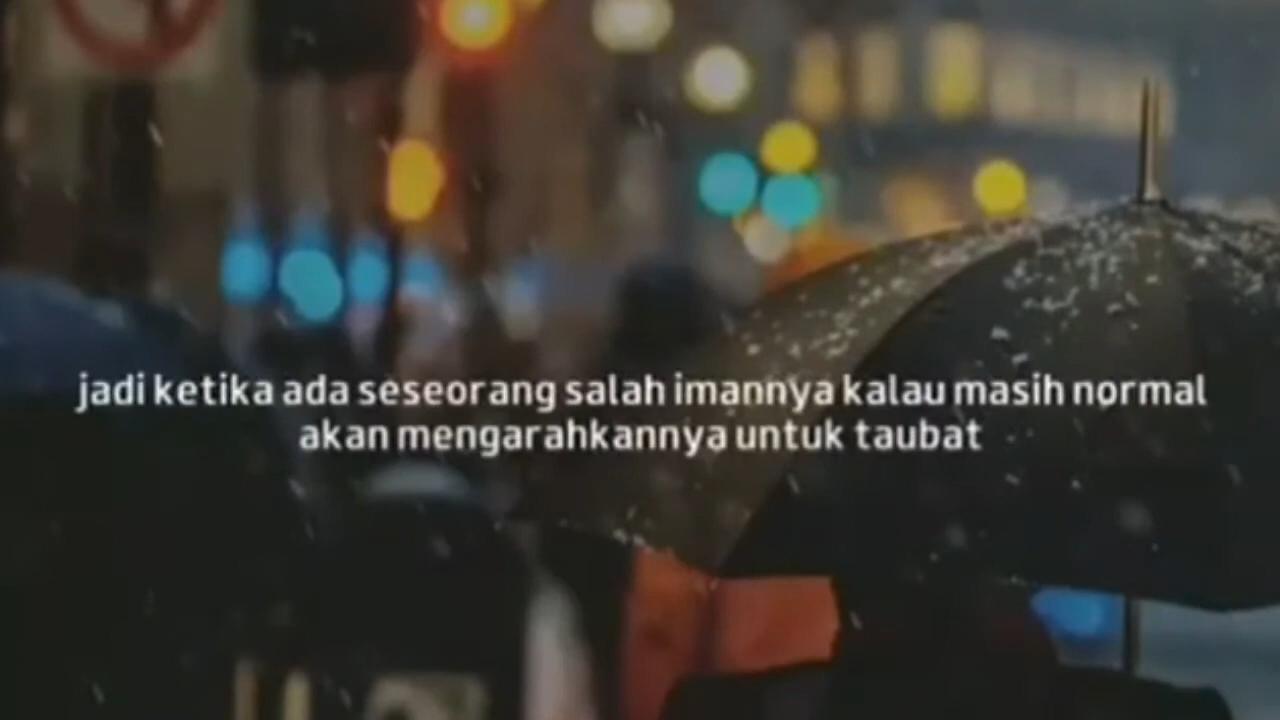 jadi ketika ada seseorang salah imannya kalau masih normal
akan mengarahkannya untuk taubat